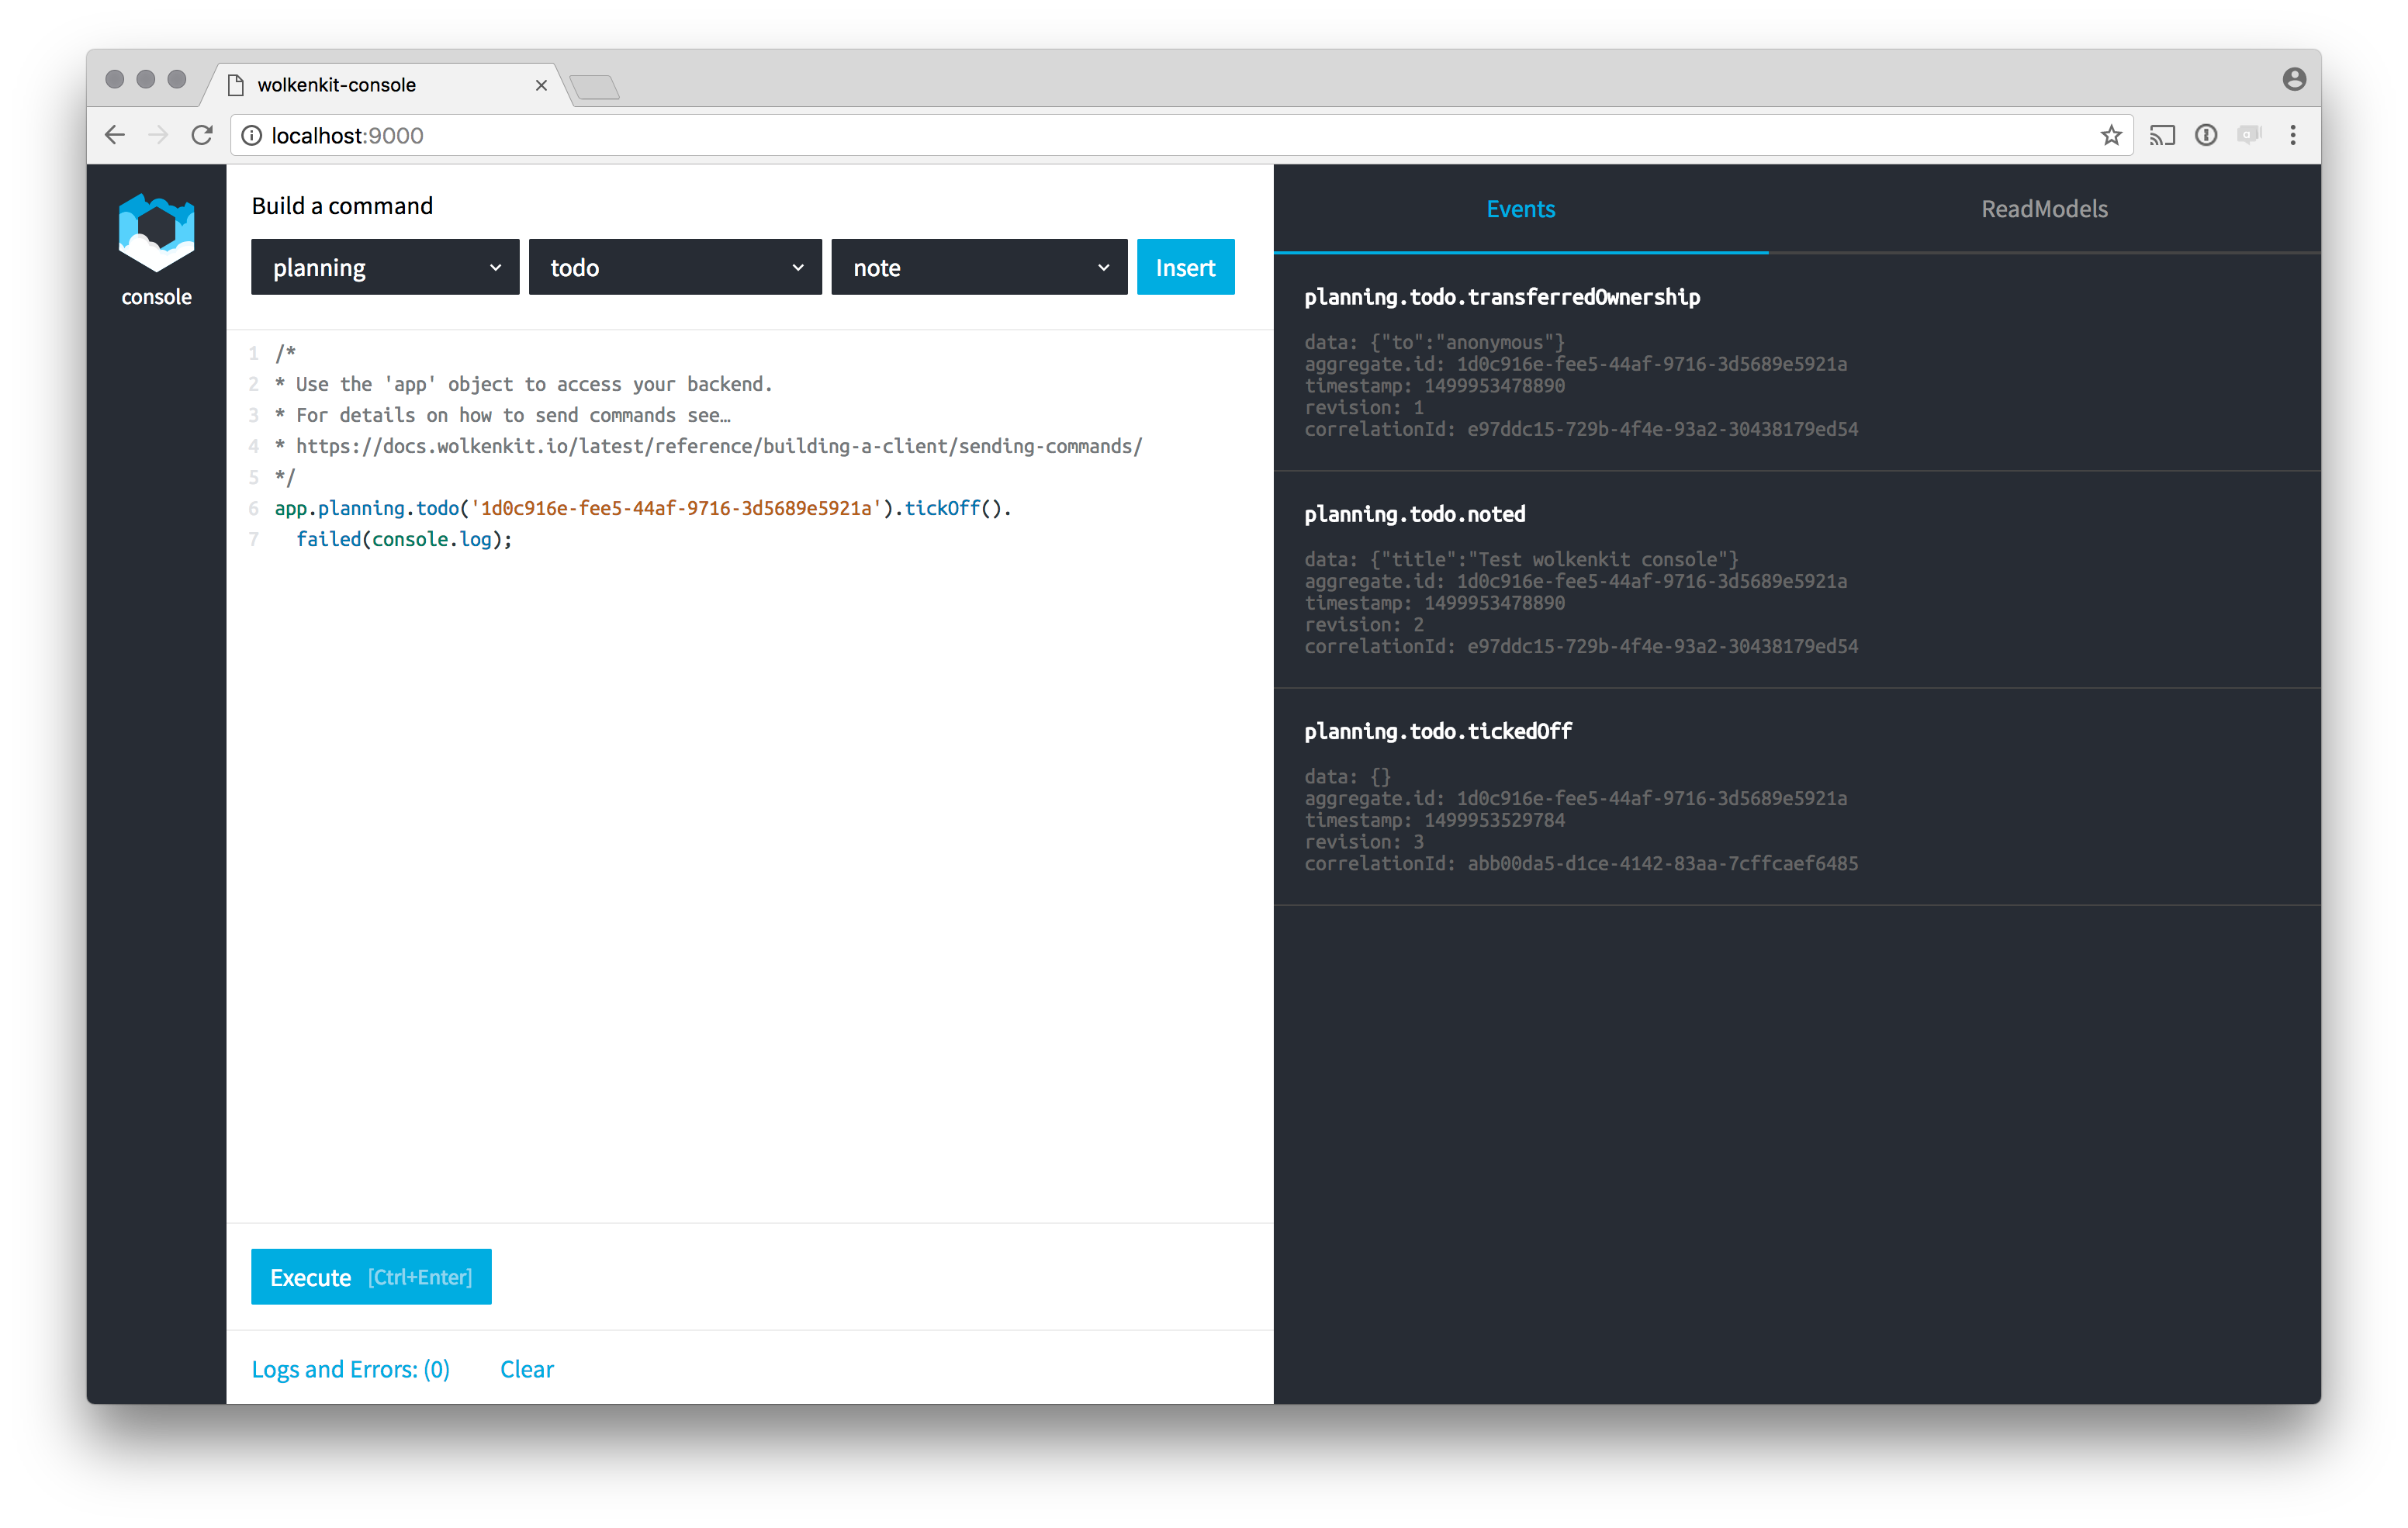 wolkenkit-console
localhost:9000
console
Build a command
planning
todo
note
Insert
1 /*
2 * Use the 'app' object to access your backend.
3 * For details on how to send commands see…
4 * https://docs.wolkenkit.io/latest/reference/building-a-client/sending-commands/
5 */
6 app.planning.todo('1d0c916e-fee5-44af-9716-3d5689e5921a').tickOff().
7 failed(console.log);
Execute [Ctrl+Enter]
Logs and Errors: (0) Clear
Events
ReadModels
planning.todo.transferredOwnership
data: {"to":"anonymous"}
aggregate.id: 1d0c916e-fee5-44af-9716-3d5689e5921a
timestamp: 1499953478890
revision: 1
correlationId: e97ddc15-729b-4f4e-93a2-30438179ed54
planning.todo.noted
data: {"title":"Test wolkenkit console"}
aggregate.id: 1d0c916e-fee5-44af-9716-3d5689e5921a
timestamp: 1499953478890
revision: 2
correlationId: e97ddc15-729b-4f4e-93a2-30438179ed54
planning.todo.tickedOff
data: {}
aggregate.id: 1d0c916e-fee5-44af-9716-3d5689e5921a
timestamp: 1499953529784
revision: 3
correlationId: abb00da5-d1ce-4142-83aa-7cffcaef6485